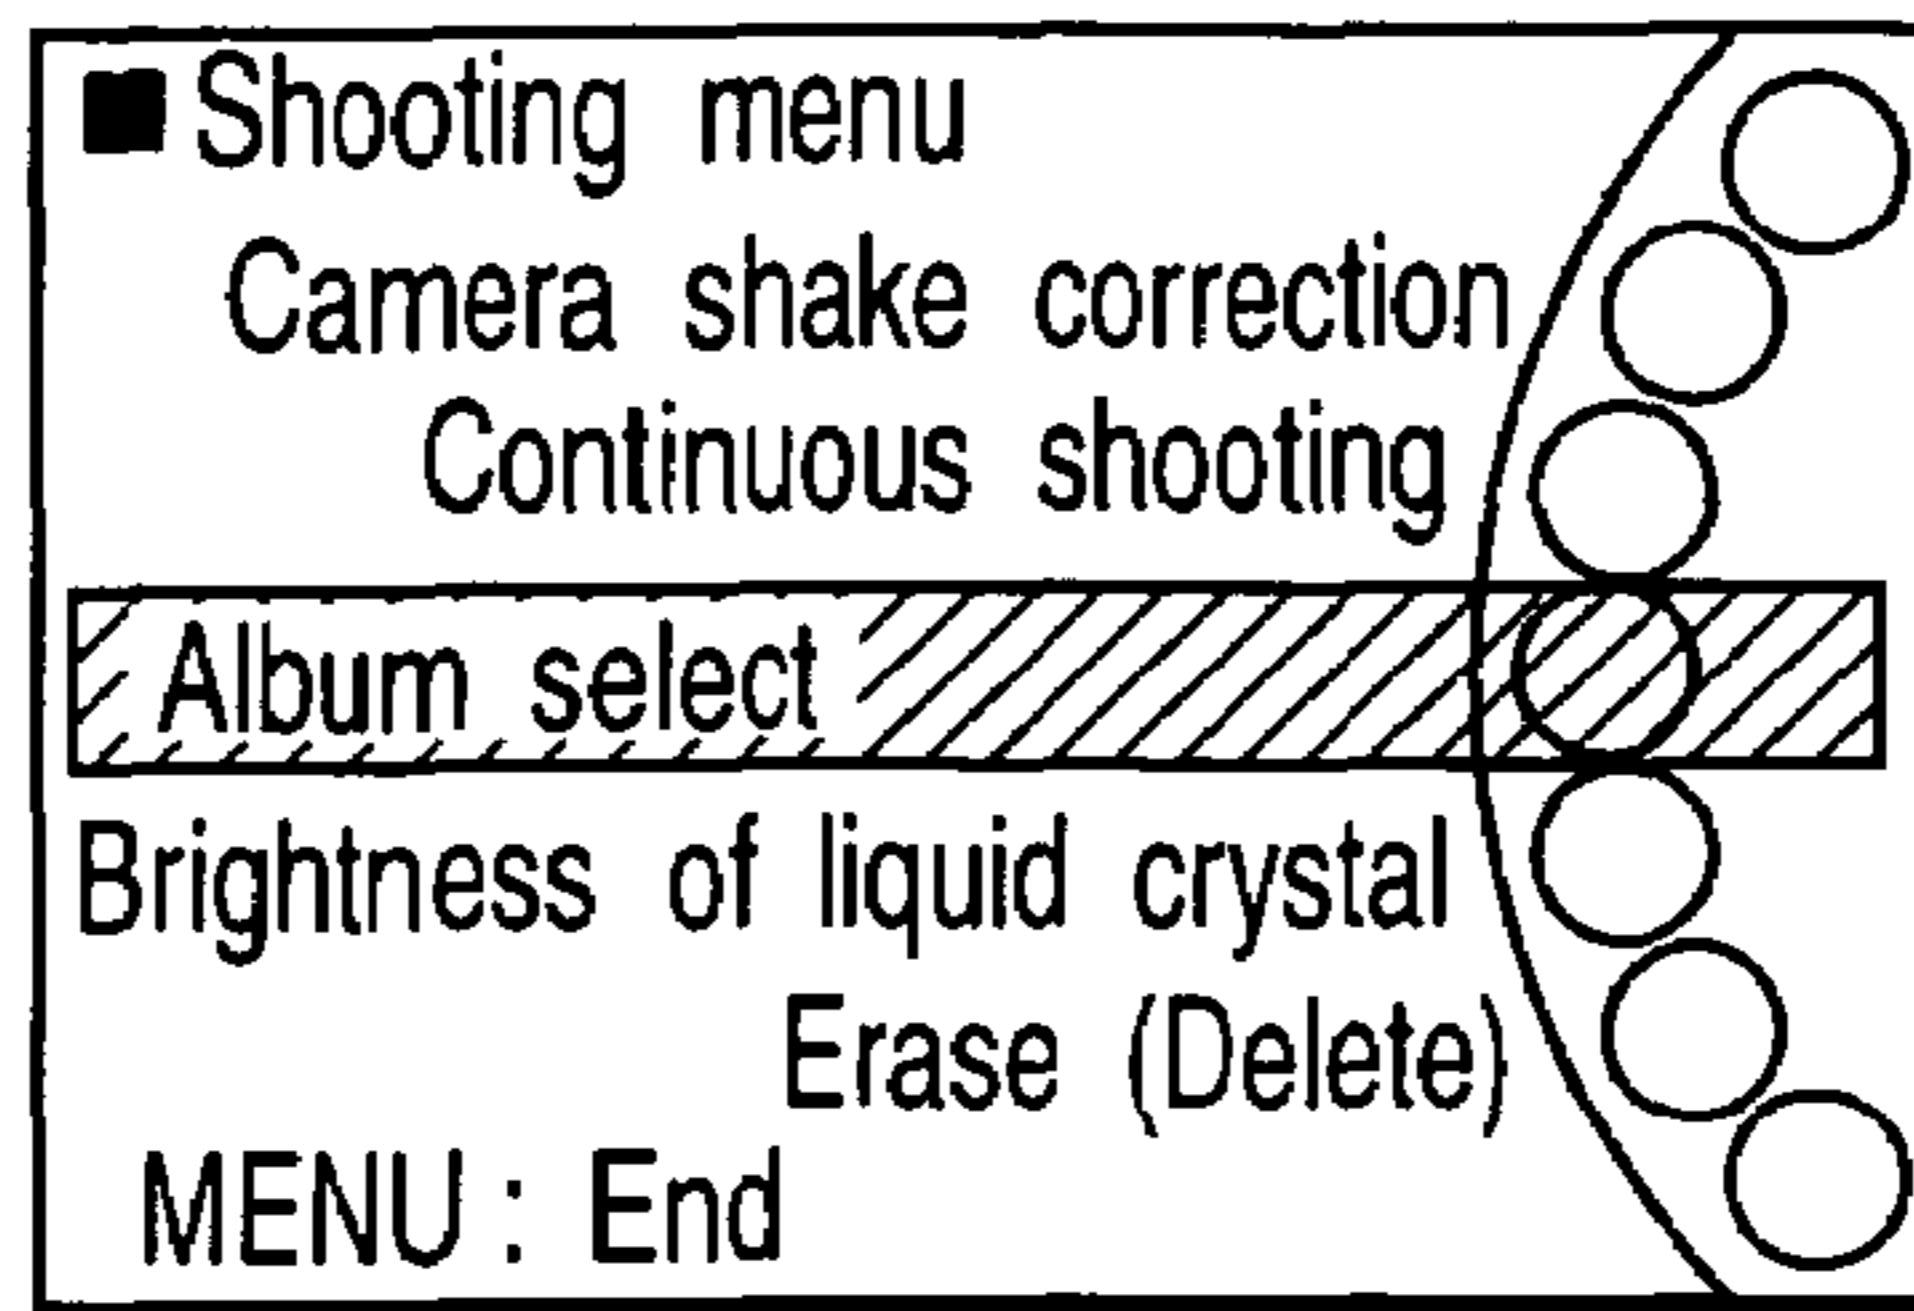 ■Shooting menu
Camera shake correction
Continuous shooting
Album select
Brightness of liquid crystal
Erase (Delete)
MENU : End